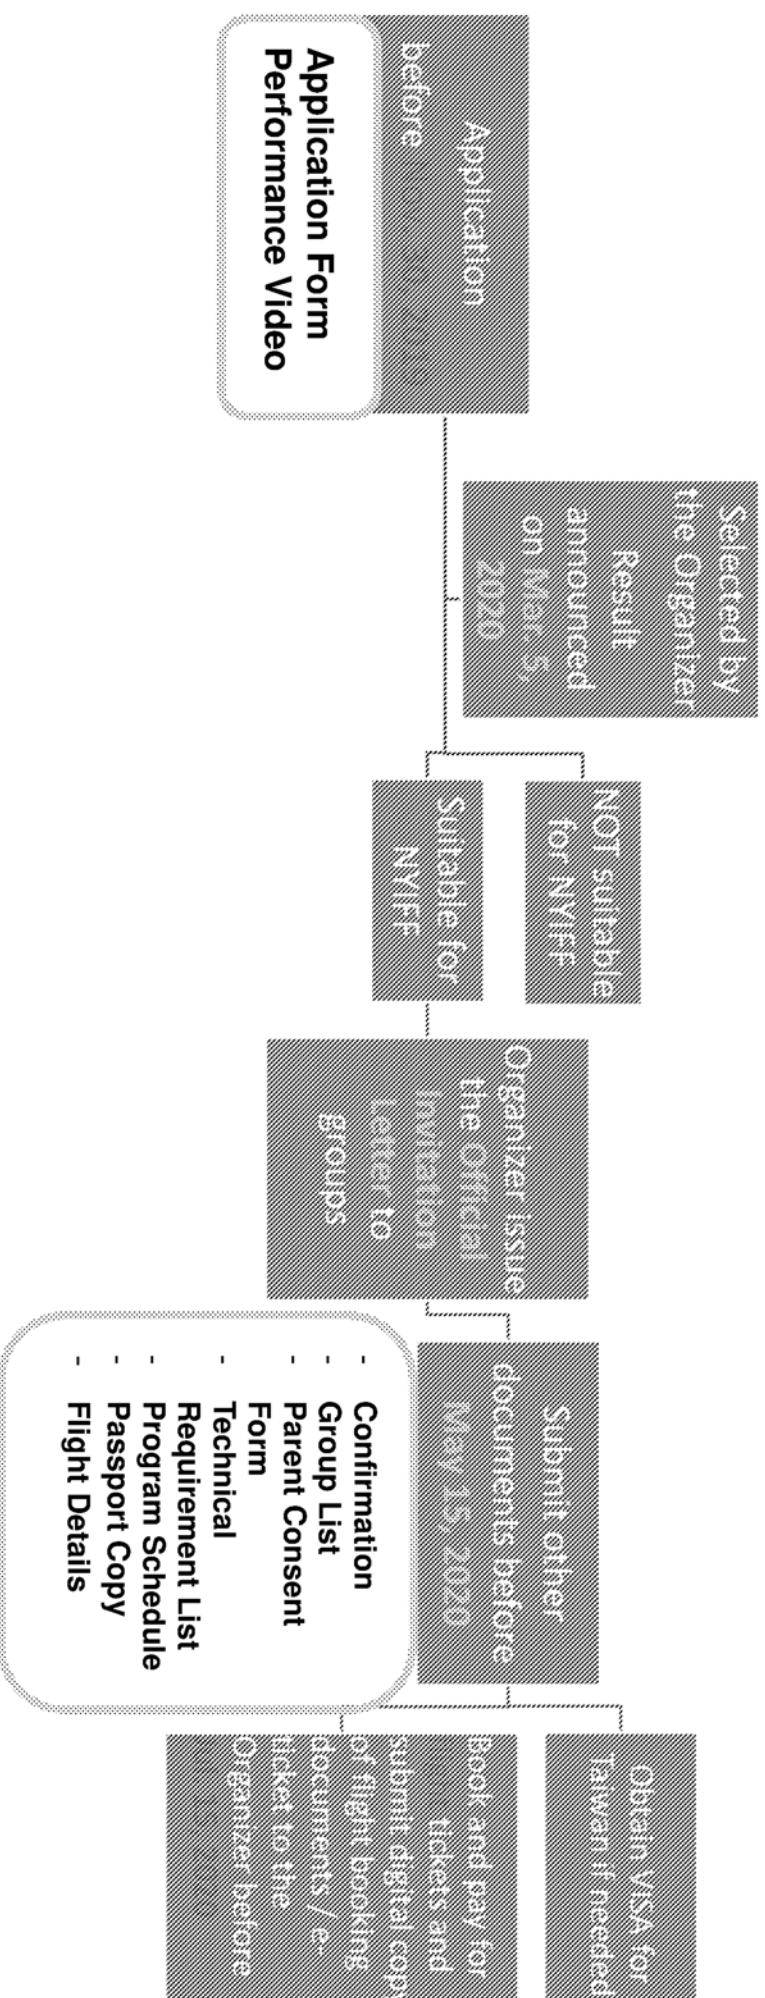 Application
before
Application Form
Performance Video
Selected by
the Organizer
Result
announced
on Mar. 5,
2020
NOT suitable
for NYIFF
Suitable for
NYIFF
Organizer issue
the Official
Invitation
Letter to
groups
Submit other
documents before
May 15, 2020
- Confirmation
- Group List
- Parent Consent
Form
- Technical
Requirement List
- Program Schedule
- Passport Copy
- Flight Details
Obtain VISA for
Taiwan if needed
Book and pay for
tickets and
submit digital copy
of flight booking
documents / e-
ticket to the
Organizer before